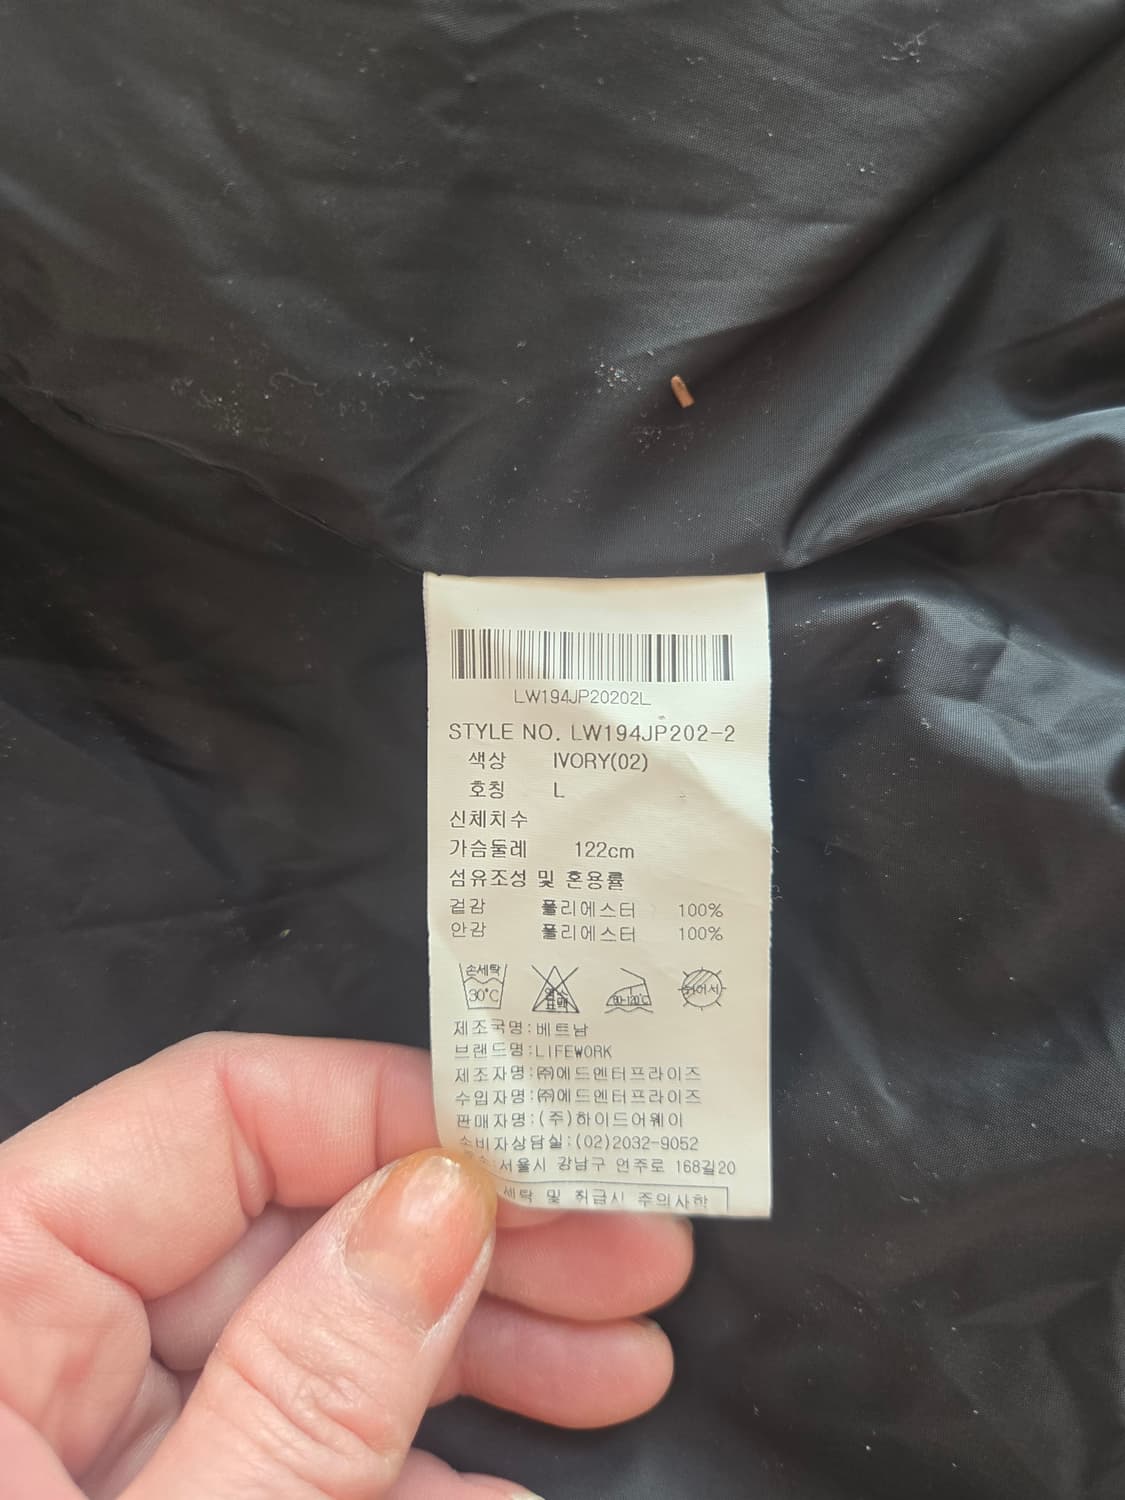 LW194JP20202L
STYLE NO. LW194JP202-2
색상 IVORY(02)
호칭 L
신체치수
가슴둘레 122cm
섬유조성 및 혼용률
겉감 폴리에스터 100%
안감 폴리에스터 100%
손세탁
30°C
염소
표백
80-120℃
제조국명:베트남
브랜드명:LIFEWORK
제조자명:㈜에드엔터프라이즈
수입자명:㈜에드엔터프라이즈
판매자명:(주)하이드어웨이
소비자상담실:(02)2032-9052
서울시 강남구 언주로 168길20
세탁 및 취급시 주의사항